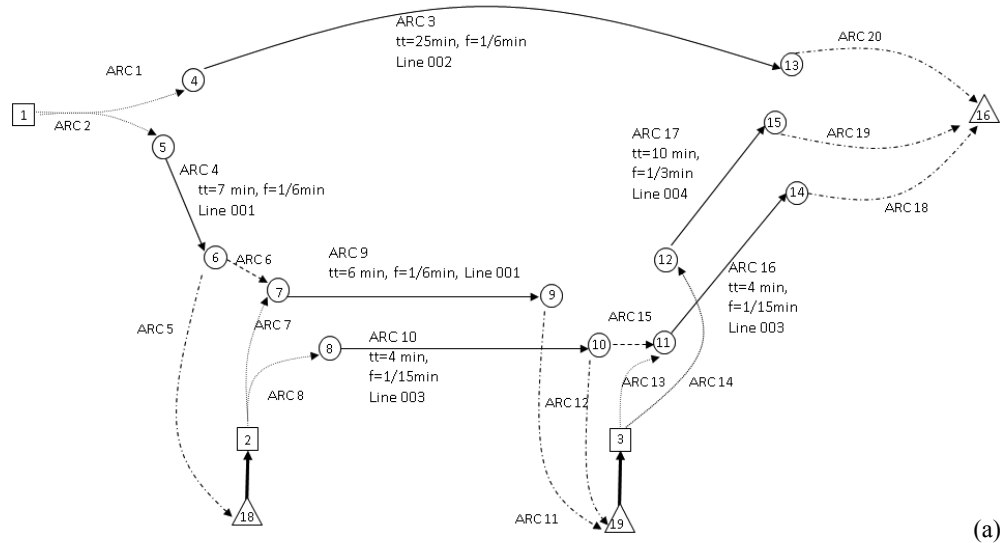 ARC 3
tt=25min, f=1/6min
Line 002
ARC 20
ARC 1
4
13
1
ARC 2
16
5
15
ARC 17
tt=10 min,
f=1/3min
Line 004
ARC 19
ARC 4
tt=7 min, f=1/6min
Line 001
14
ARC 18
6
ARC 6
ARC 9
tt=6 min, f=1/6min, Line 001
12
ARC 16
tt=4 min,
f=1/15min
Line 003
7
9
ARC 5
ARC 7
ARC 15
8
ARC 10
tt=4 min,
f=1/15min
Line 003
10
11
ARC 8
ARC 12
ARC 13
ARC 14
2
3
18
ARC 11
19
(a)